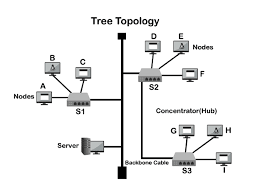 Tree Topology
D
E
B
C
Nodes
A
F
Nodes
S1
S2
Concentrator(Hub)
G
H
Server
Backbone Cable
S3
I